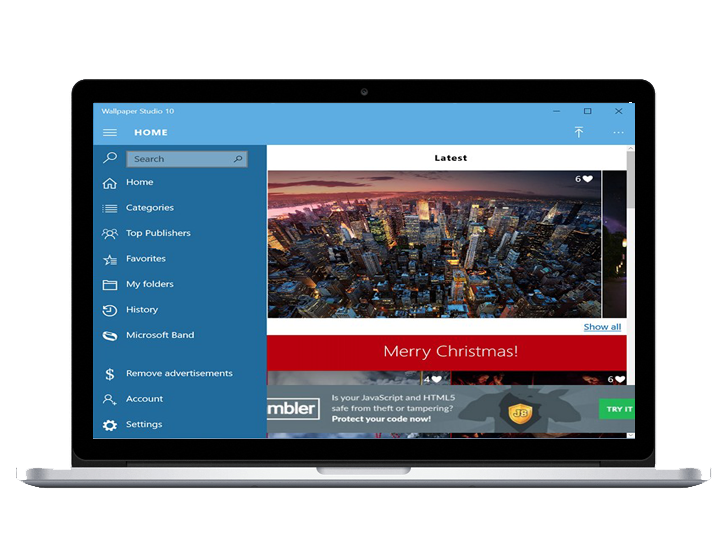 Wallpaper Studio 10
HOME
Search
Home
Categories
Top Publishers
Favorites
My folders
History
Microsoft Band
Remove advertisements
Account
Settings
Latest
6
Show all
Merry Christmas!
4
6
mbler
Is your JavaScript and HTML5
safe from theft or tampering?
Protect your code now!
JB
TRY IT